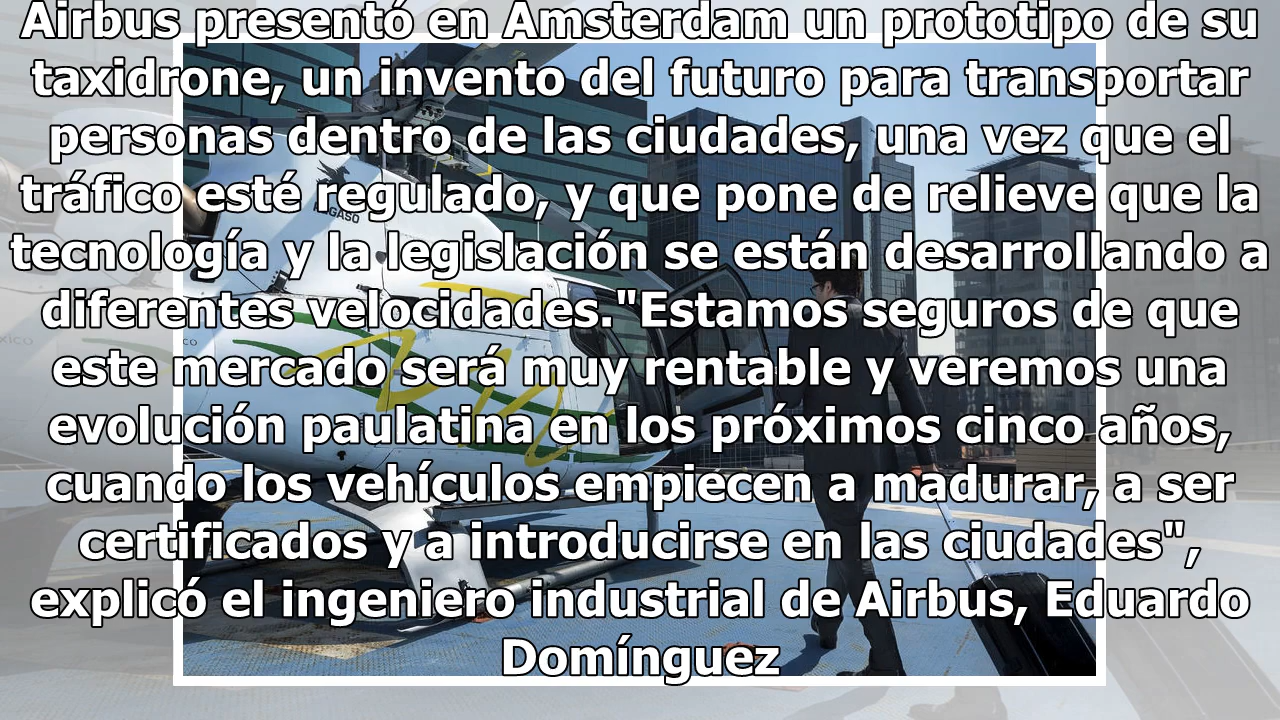 Airbus presentó en Amsterdam un prototipo de su
taxidrone, un invento del futuro para transportar
personas dentro de las ciudades, una vez que el
tráfico esté regulado, y que pone de relieve que la
tecnología y la legislación se están desarrollando a
diferentes velocidades."Estamos seguros de que
este mercado será muy rentable y veremos una
evolución paulatina en los próximos cinco años,
cuando los vehículos empiecen a madurar, a ser
certificados y a introducirse en las ciudades",
explicó el ingeniero industrial de Airbus, Eduardo
Domínguez